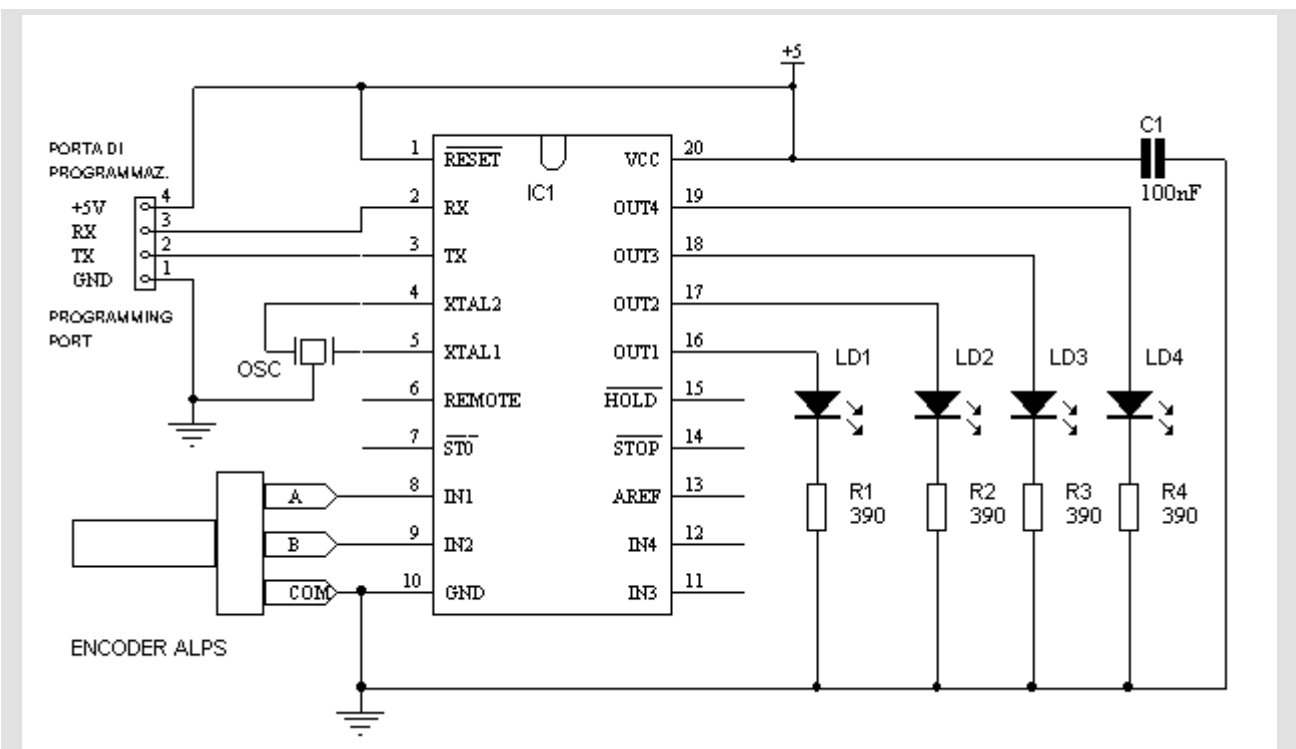 +5
PORTA DI
PROGRAMMAZ.
+5V 4
RX 3
TX 2
GND 1
PROGRAMMING
PORT
OSC
IC1
1 RESET
2 RX
3 TX
4 XTAL2
5 XTAL1
6 REMOTE
7 ST0
8 IN1
9 IN2
10 GND
VCC 20
OUT4 19
OUT3 18
OUT2 17
OUT1 16
HOLD 15
STOP 14
AREF 13
IN4 12
IN3 11
A
B
COM
ENCODER ALPS
C1
100nF
LD1
LD2
LD3
LD4
R1
390
R2
390
R3
390
R4
390